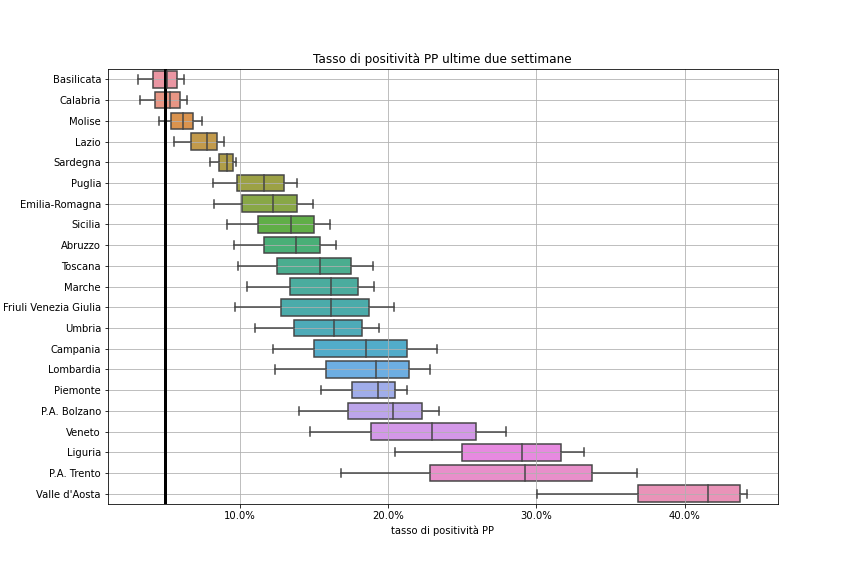 Tasso di positività PP ultime due settimane
Basilicata
Calabria
Molise
Lazio
Sardegna
Puglia
Emilia-Romagna
Sicilia
Abruzzo
Toscana
Marche
Friuli Venezia Giulia
Umbria
Campania
Lombardia
Piemonte
P.A. Bolzano
Veneto
Liguria
P.A. Trento
Valle d'Aosta
10.0% 20.0% 30.0% 40.0%
tasso di positività PP